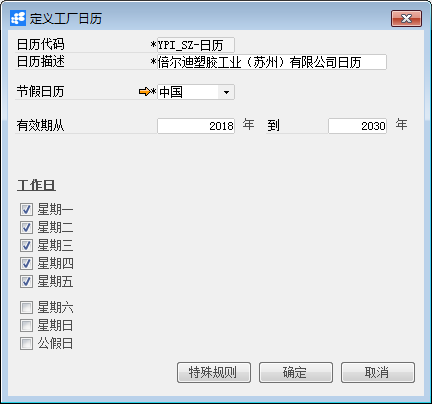 定义工厂日历
日历代码 *YPI_SZ-日历
日历描述 *倍尔迪塑胶工业（苏州）有限公司日历
节假日历 *中国
有效期从 2018 年 到 2030 年
工作日
星期一
星期二
星期三
星期四
星期五
星期六
星期日
公假日
特殊规则 确定 取消